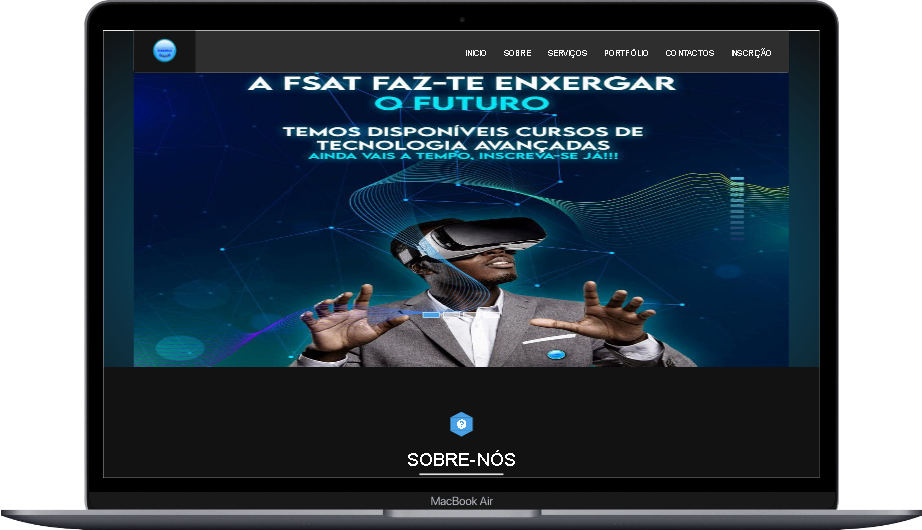 INICIO SOBRE SERVIÇOS PORTFÓLIO CONTACTOS INSCRIÇÃO
A FSAT FAZ-TE ENXERGAR
O FUTURO
TEMOS DISPONÍVEIS CURSOS DE
TECNOLOGIA AVANÇADAS
AINDA VAIS A TEMPO, INSCREVA-SE JÁ!!!
SOBRE-NÓS
MacBook Air